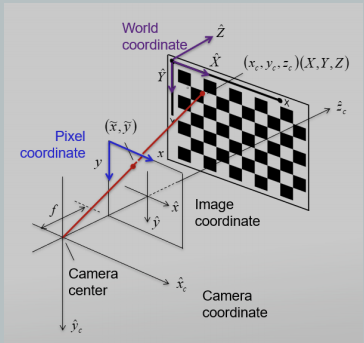 World
coordinate
Ẑ
X̂
(x_c, y_c, z_c)(X,Y,Z)
Ŷ
X
Y
ẑ_c
(x̃, ỹ)
Pixel
coordinate
x
y
f
x̂
ŷ
Image
coordinate
Camera
center
x̂_c
Camera
coordinate
ŷ_c